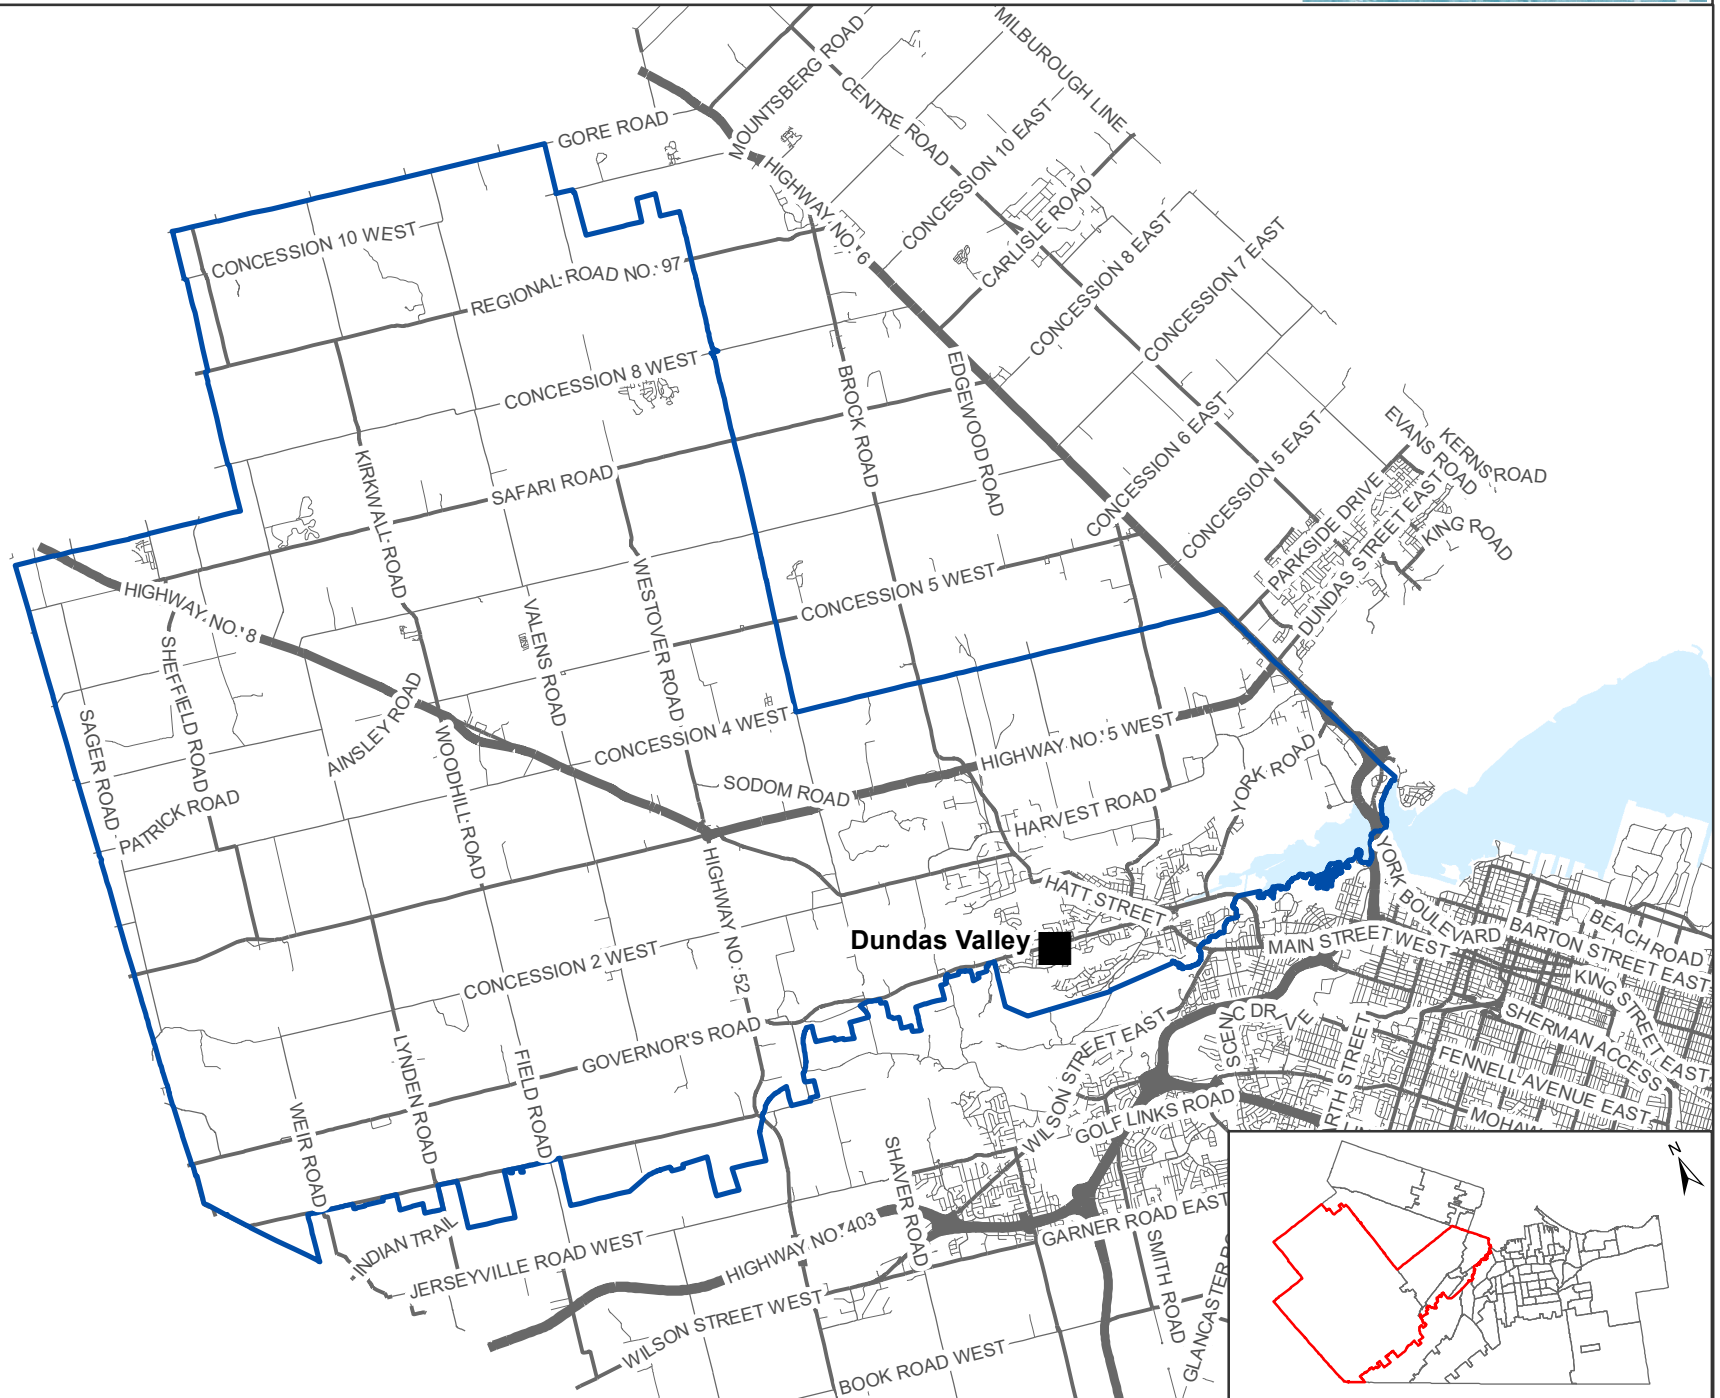 MILBOROUGH LINE
MOUNTSBERG ROAD
CENTRE ROAD
GORE ROAD
CONCESSION 10 EAST
HIGHWAY NO. 6
CARLISLE ROAD
CONCESSION 10 WEST
CONCESSION 8 EAST
CONCESSION 7 EAST
REGIONAL ROAD NO. 97
CONCESSION 8 WEST
BROCK ROAD
EDGEWOOD ROAD
CONCESSION 6 EAST
CONCESSION 5 EAST
EVANS ROAD
KERNS ROAD
KING ROAD
PARKSIDE DRIVE
DUNDAS STREET EAST
KIRKWALL ROAD
SAFARI ROAD
WESTOVER ROAD
CONCESSION 5 WEST
HIGHWAY NO. 8
SHEFFIELD ROAD
VALENS ROAD
AINSLEY ROAD
SAGER ROAD
WOODHILL ROAD
CONCESSION 4 WEST
HIGHWAY NO. 5 WEST
SODOM ROAD
YORK ROAD
PATRICK ROAD
HARVEST ROAD
HIGHWAY NO. 52
HATT STREET
YORK BOULEVARD
Dundas Valley
MAIN STREET WEST
BEACH ROAD
BARTON STREET EAST
KING STREET EAST
CONCESSION 2 WEST
GOVERNOR'S ROAD
WILSON STREET EAST
SCENIC DRIVE
SHERMAN ACCESS
FENNELL AVENUE EAST
LYNDEN ROAD
FIELD ROAD
WEIR ROAD
GOLF LINKS ROAD
SHAVER ROAD
GARNER ROAD EAST
INDIAN TRAIL
JERSEYVILLE ROAD WEST
HIGHWAY NO. 403
SMITH ROAD
WILSON STREET WEST
BOOK ROAD WEST
N